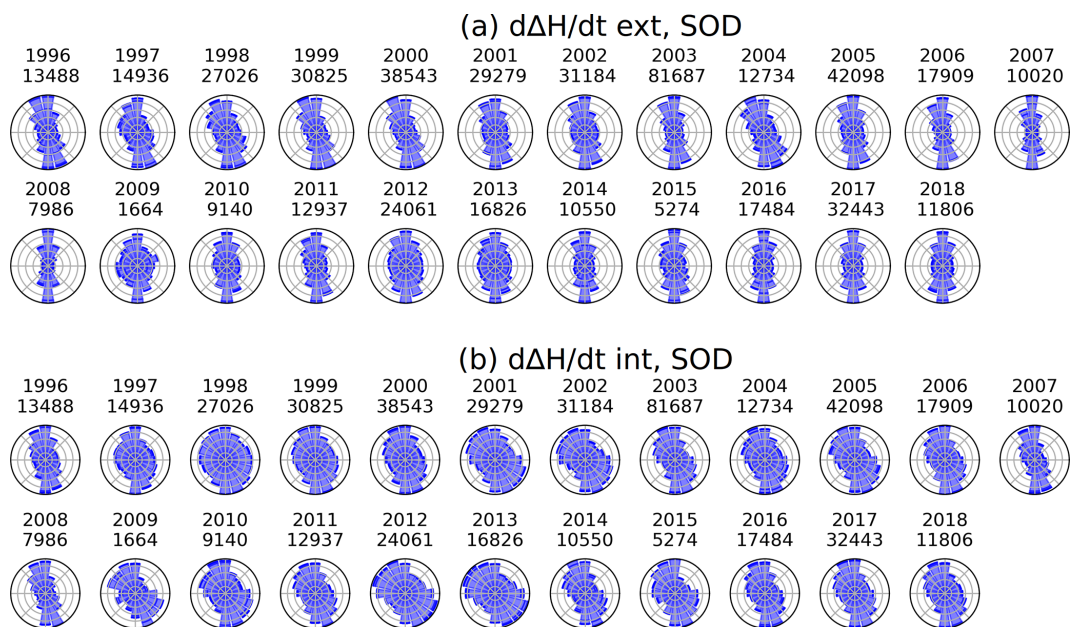 (a) dΔH/dt ext, SOD
1996 1997 1998 1999 2000 2001 2002 2003 2004 2005 2006 2007
13488 14936 27026 30825 38543 29279 31184 81687 12734 42098 17909 10020
2008 2009 2010 2011 2012 2013 2014 2015 2016 2017 2018
7986 1664 9140 12937 24061 16826 10550 5274 17484 32443 11806
(b) dΔH/dt int, SOD
1996 1997 1998 1999 2000 2001 2002 2003 2004 2005 2006 2007
13488 14936 27026 30825 38543 29279 31184 81687 12734 42098 17909 10020
2008 2009 2010 2011 2012 2013 2014 2015 2016 2017 2018
7986 1664 9140 12937 24061 16826 10550 5274 17484 32443 11806